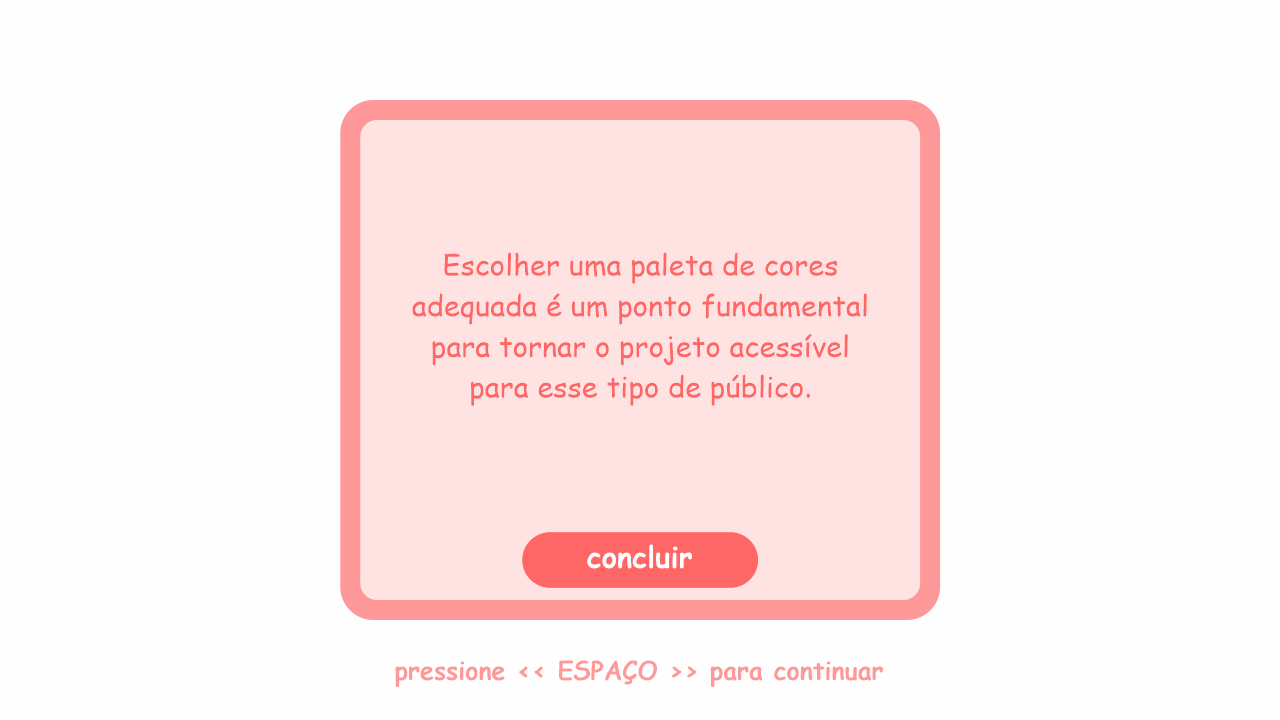 Escolher uma paleta de cores
adequada é um ponto fundamental
para tornar o projeto acessível
para esse tipo de público.
concluir
pressione << ESPAÇO >> para continuar